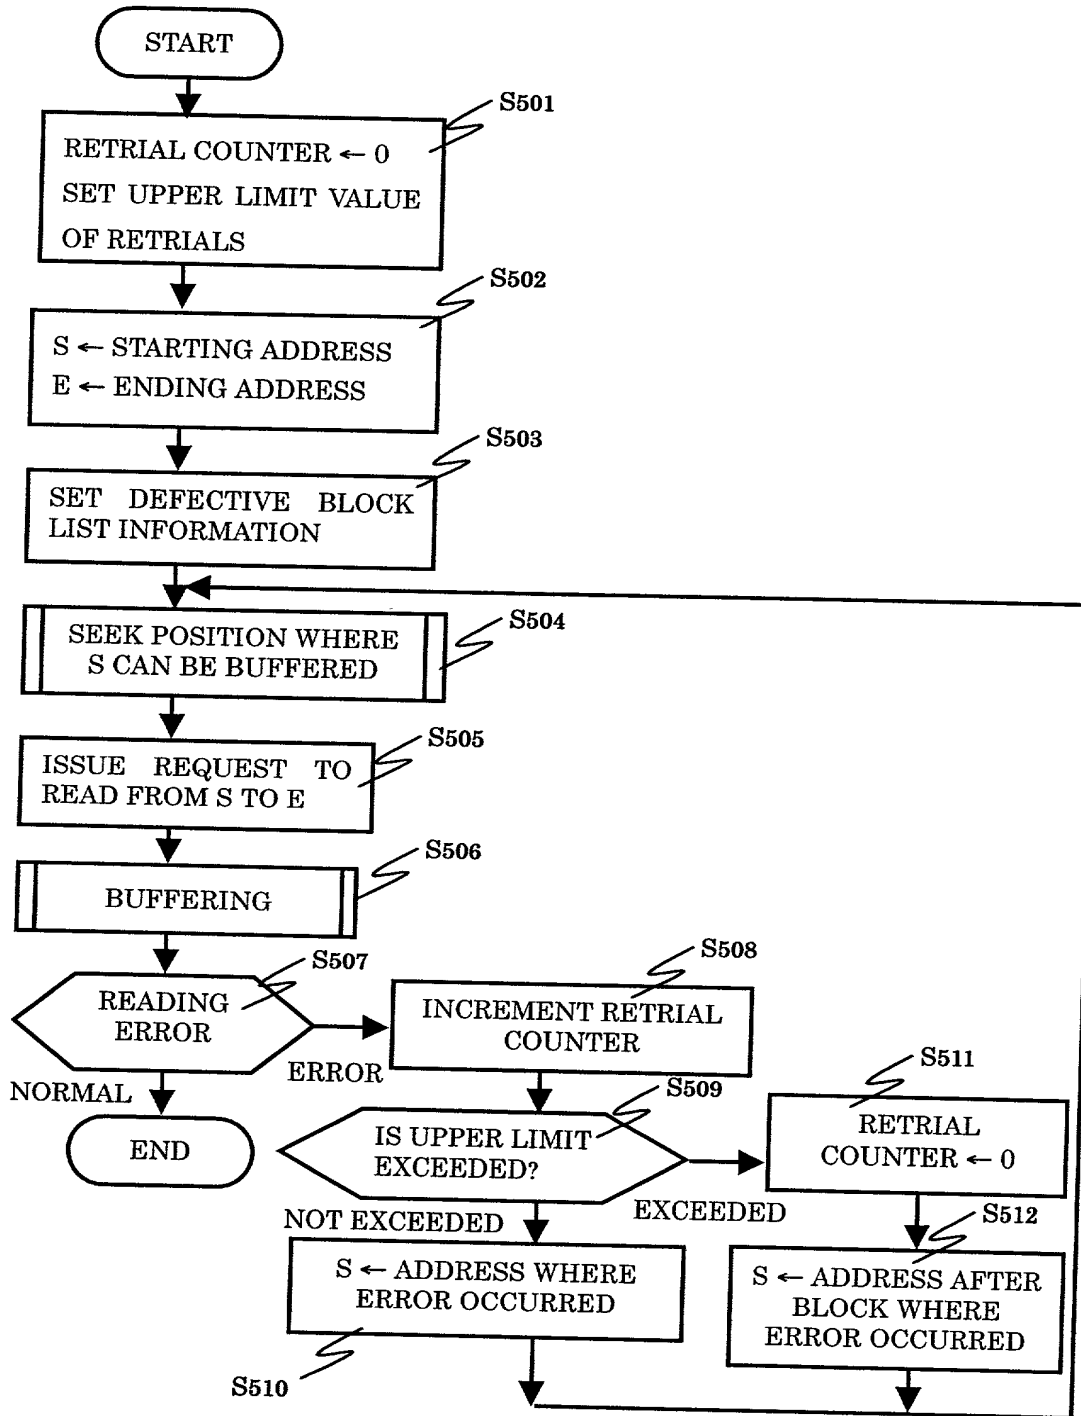 START
S501
RETRIAL COUNTER ← 0
SET UPPER LIMIT VALUE
OF RETRIALS
S502
S ← STARTING ADDRESS
E ← ENDING ADDRESS
S503
SET DEFECTIVE BLOCK
LIST INFORMATION
S504
SEEK POSITION WHERE
S CAN BE BUFFERED
S505
ISSUE REQUEST TO
READ FROM S TO E
S506
BUFFERING
S507
READING
ERROR
NORMAL
END
ERROR
S508
INCREMENT RETRIAL
COUNTER
S509
IS UPPER LIMIT
EXCEEDED?
NOT EXCEEDED
EXCEEDED
S510
S ← ADDRESS WHERE
ERROR OCCURRED
S511
RETRIAL
COUNTER ← 0
S512
S ← ADDRESS AFTER
BLOCK WHERE
ERROR OCCURRED